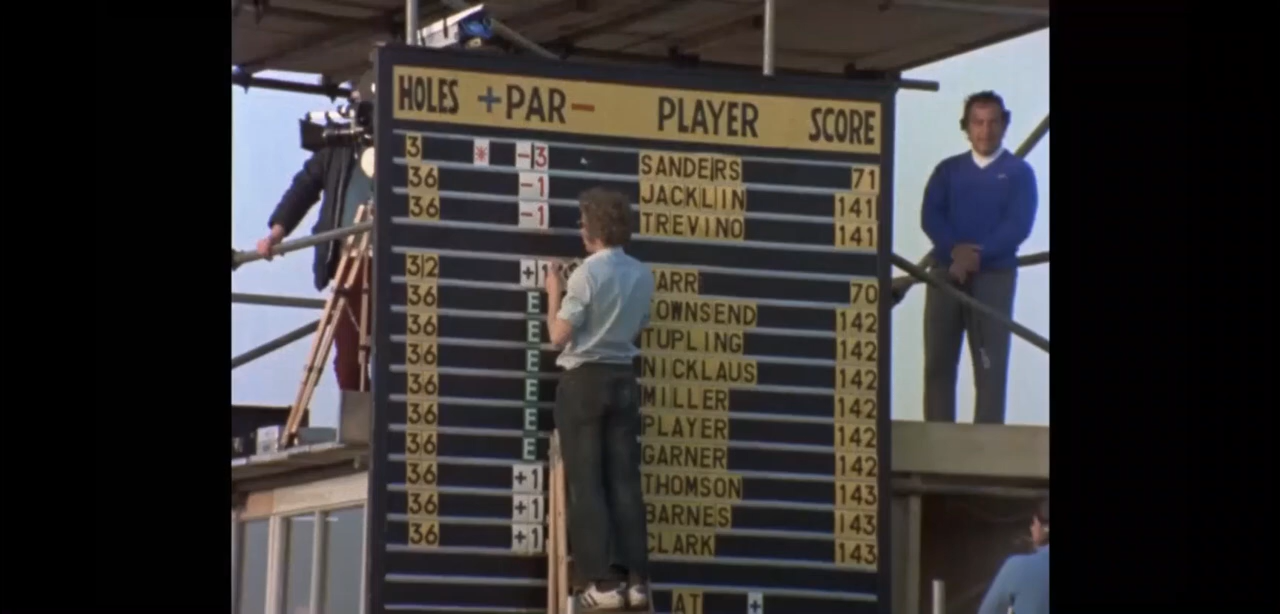 HOLES +PAR- PLAYER SCORE
3 * -3 SANDERS 71
36 -1 JACKLIN 141
36 -1 TREVINO 141
32 +1 ARR 70
36 E OWNSEND 142
36 E TUPLING 142
36 E NICKLAUS 142
36 E MILLER 142
36 E PLAYER 142
36 E GARNER 142
36 +1 THOMSON 143
36 +1 BARNES 143
36 +1 CLARK 143
AT +